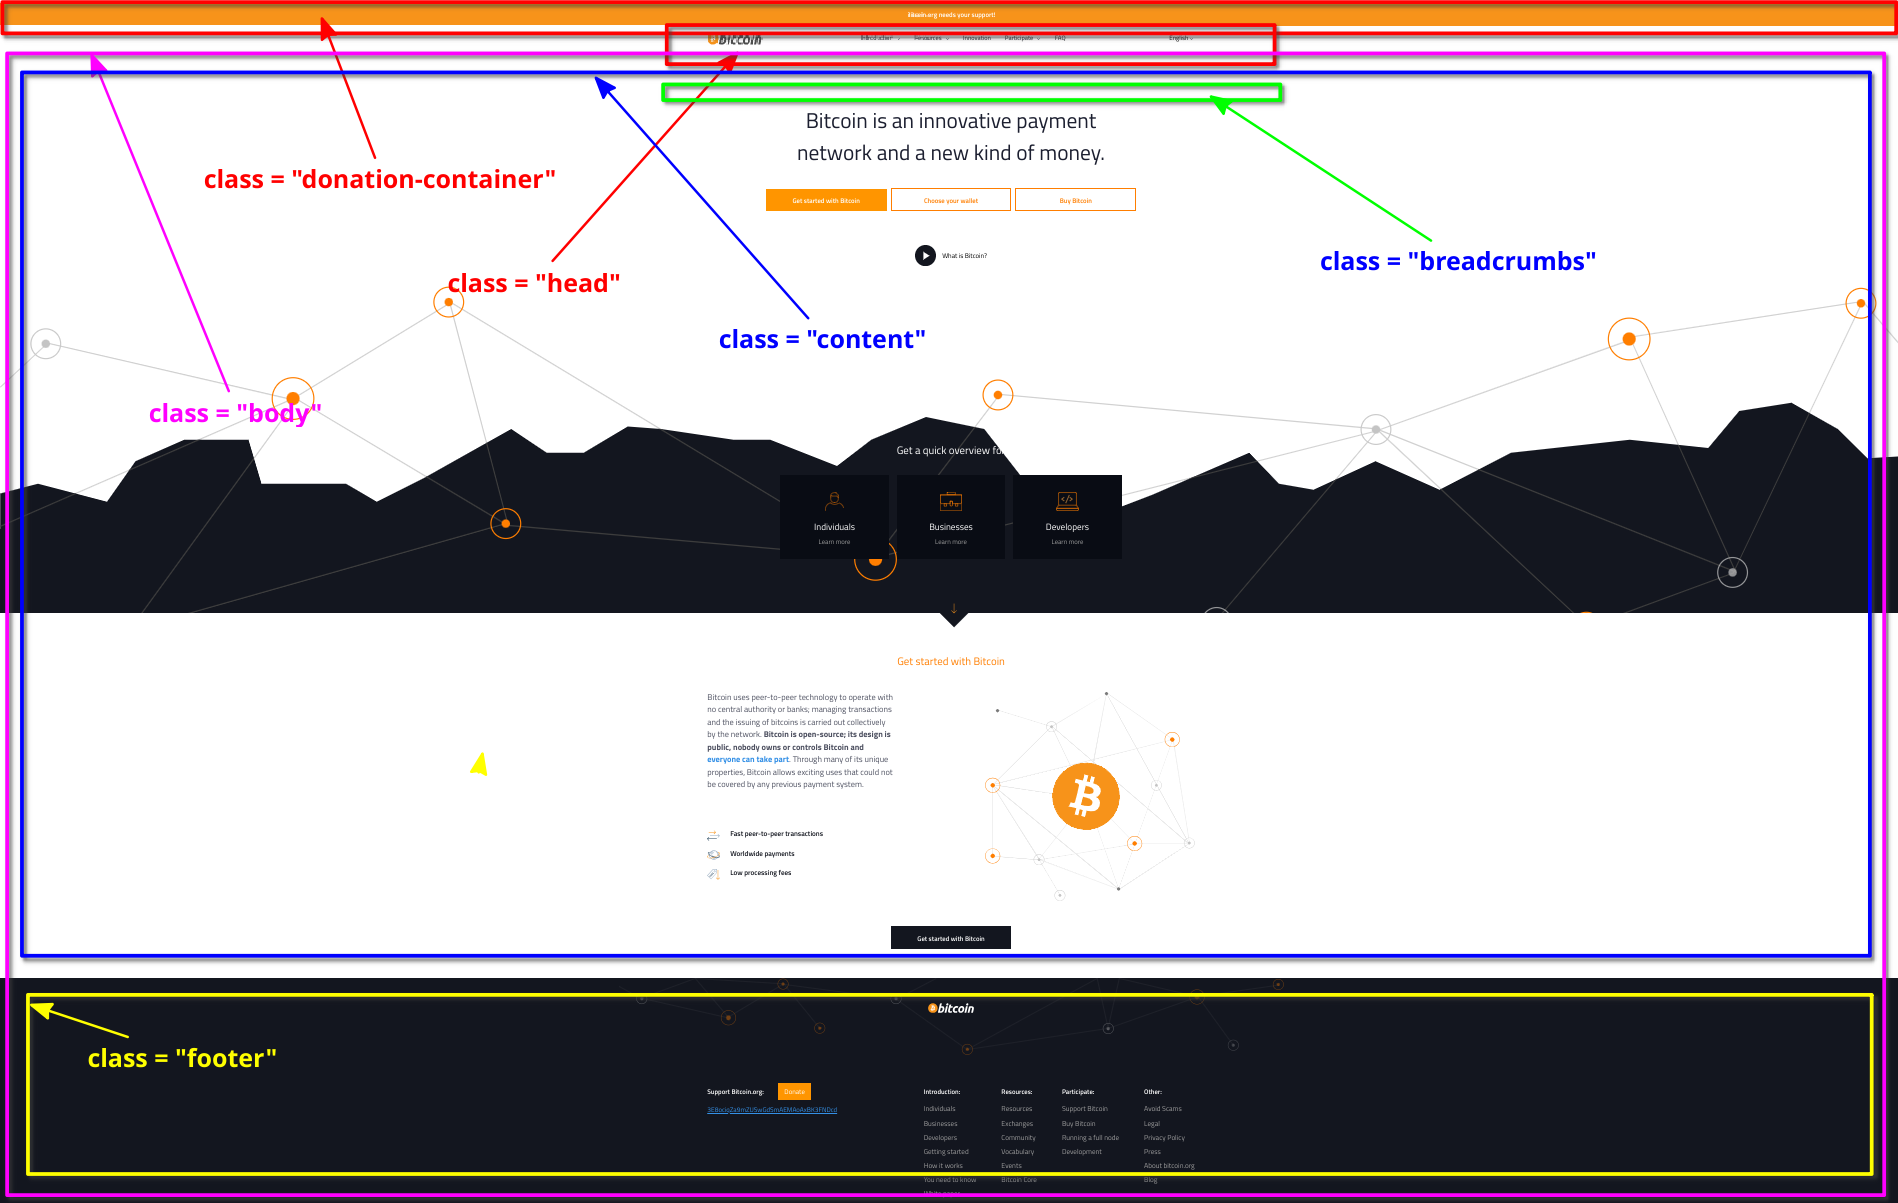 Bitcoin.org needs your support!
bitcoin
Introduction Resources Innovation Participate FAQ English
Bitcoin is an innovative payment
network and a new kind of money.
class = "donation-container"
Get started with Bitcoin Choose your wallet Buy Bitcoin
What is Bitcoin?
class = "breadcrumbs"
class = "head"
class = "content"
class = "body"
Get a quick overview for
Individuals Businesses Developers
Learn more Learn more Learn more
Get started with Bitcoin
Bitcoin uses peer-to-peer technology to operate with
no central authority or banks; managing transactions
and the issuing of bitcoins is carried out collectively
by the network. Bitcoin is open-source; its design is
public, nobody owns or controls Bitcoin and
everyone can take part. Through many of its unique
properties, Bitcoin allows exciting uses that could not
be covered by any previous payment system.
Fast peer-to-peer transactions
Worldwide payments
Low processing fees
Get started with Bitcoin
bitcoin
class = "footer"
Support Bitcoin.org: Donate
Introduction:
Individuals
Businesses
Developers
Getting started
How it works
You need to know
White paper
Resources:
Resources
Exchanges
Community
Vocabulary
Events
Bitcoin Core
Participate:
Support Bitcoin
Buy Bitcoin
Running a full node
Development
Other:
Avoid Scams
Legal
Privacy Policy
Press
About bitcoin.org
Blog